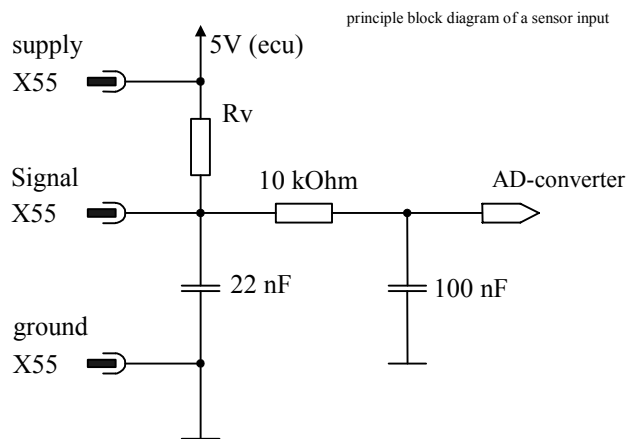 principle block diagram of a sensor input
supply
5V (ecu)
X55
Rv
Signal
10 kOhm
AD-converter
X55
22 nF
100 nF
ground
X55